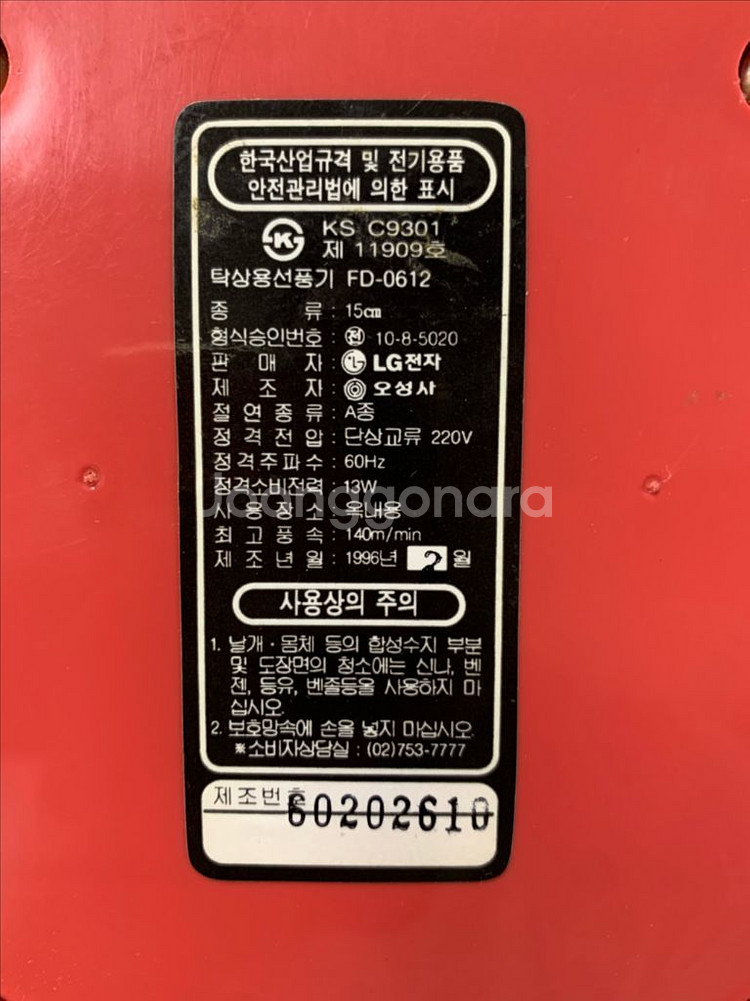 한국산업규격 및 전기용품
안전관리법에 의한 표시
KS C9301
제 11909호
탁상용선풍기 FD-0612
종 류 : 15cm
형식승인번호 : 전 10-8-5020
판 매 자 : LG전자
제 조 자 : 오성사
절 연 종 류 : A종
정 격 전 압 : 단상교류 220V
정 격 주 파 수 : 60Hz
정격소비전력 : 13W
사 용 장 소 : 옥내용
최 고 풍 속 : 140m/min
제 조 년 월 : 1996년 2 월
Joonggonara
사용상의 주의
1. 날개·몸체 등의 합성수지 부분
및 도장면의 청소에는 신나, 벤
젠, 등유, 벤졸등을 사용하지 마
십시오.
2. 보호망속에 손을 넣지 마십시오.
※소비자상담실 : (02)753-7777
제조번호 60202610